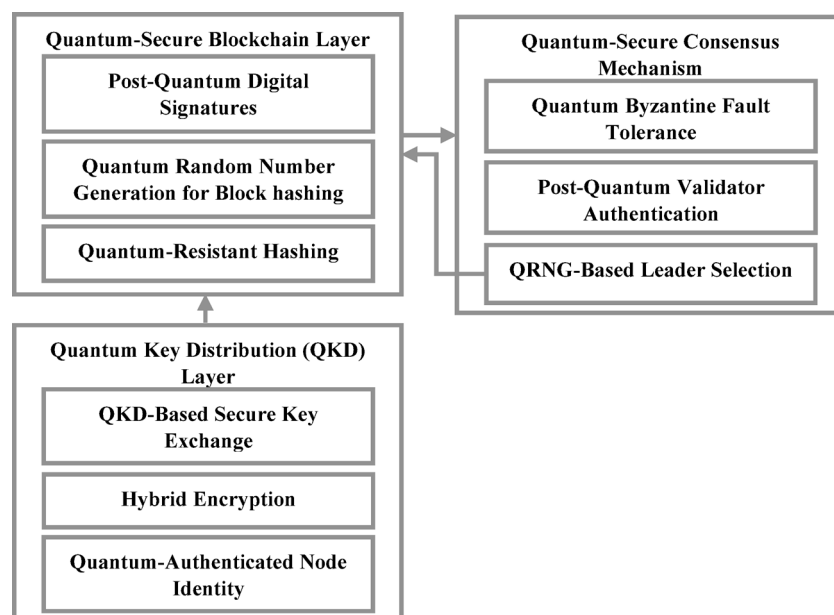 Quantum-Secure Blockchain Layer
Post-Quantum Digital
Signatures
Quantum Random Number
Generation for Block hashing
Quantum-Resistant Hashing
Quantum-Secure Consensus
Mechanism
Quantum Byzantine Fault
Tolerance
Post-Quantum Validator
Authentication
QRNG-Based Leader Selection
Quantum Key Distribution (QKD)
Layer
QKD-Based Secure Key
Exchange
Hybrid Encryption
Quantum-Authenticated Node
Identity